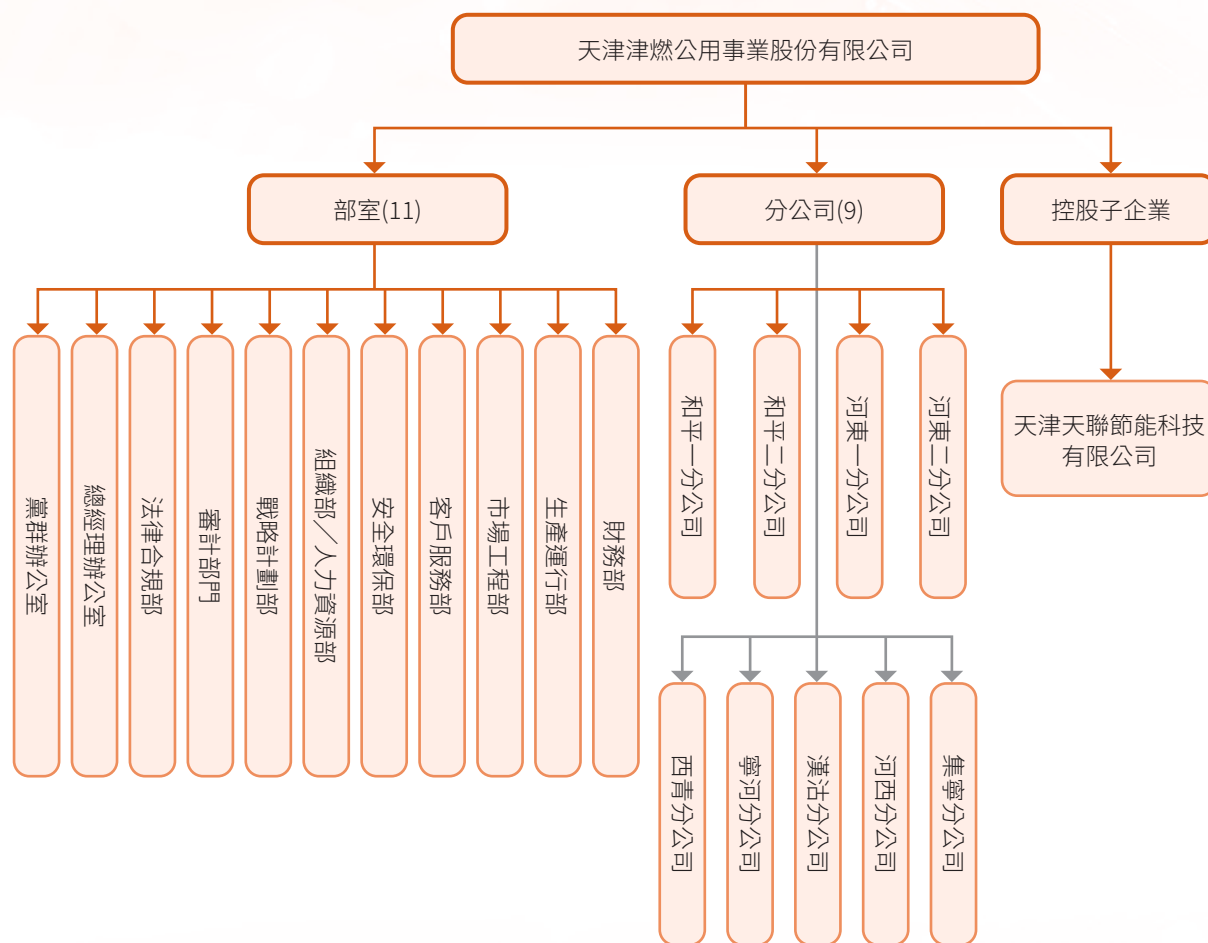 天津津燃公用事業股份有限公司
部室(11)
分公司(9)
控股子企業
黨群辦公室
總經理辦公室
法律合規部
審計部門
戰略計劃部
組織部／人力資源部
安全環保部
客戶服務部
市場工程部
生產運行部
財務部
和平一分公司
和平二分公司
河東一分公司
河東二分公司
天津天聯節能科技
有限公司
西青分公司
寧河分公司
漢沽分公司
河西分公司
集寧分公司